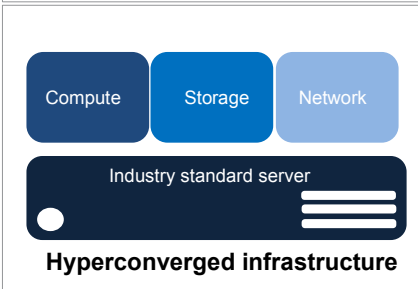 Compute Storage Network
Industry standard server
Hyperconverged infrastructure